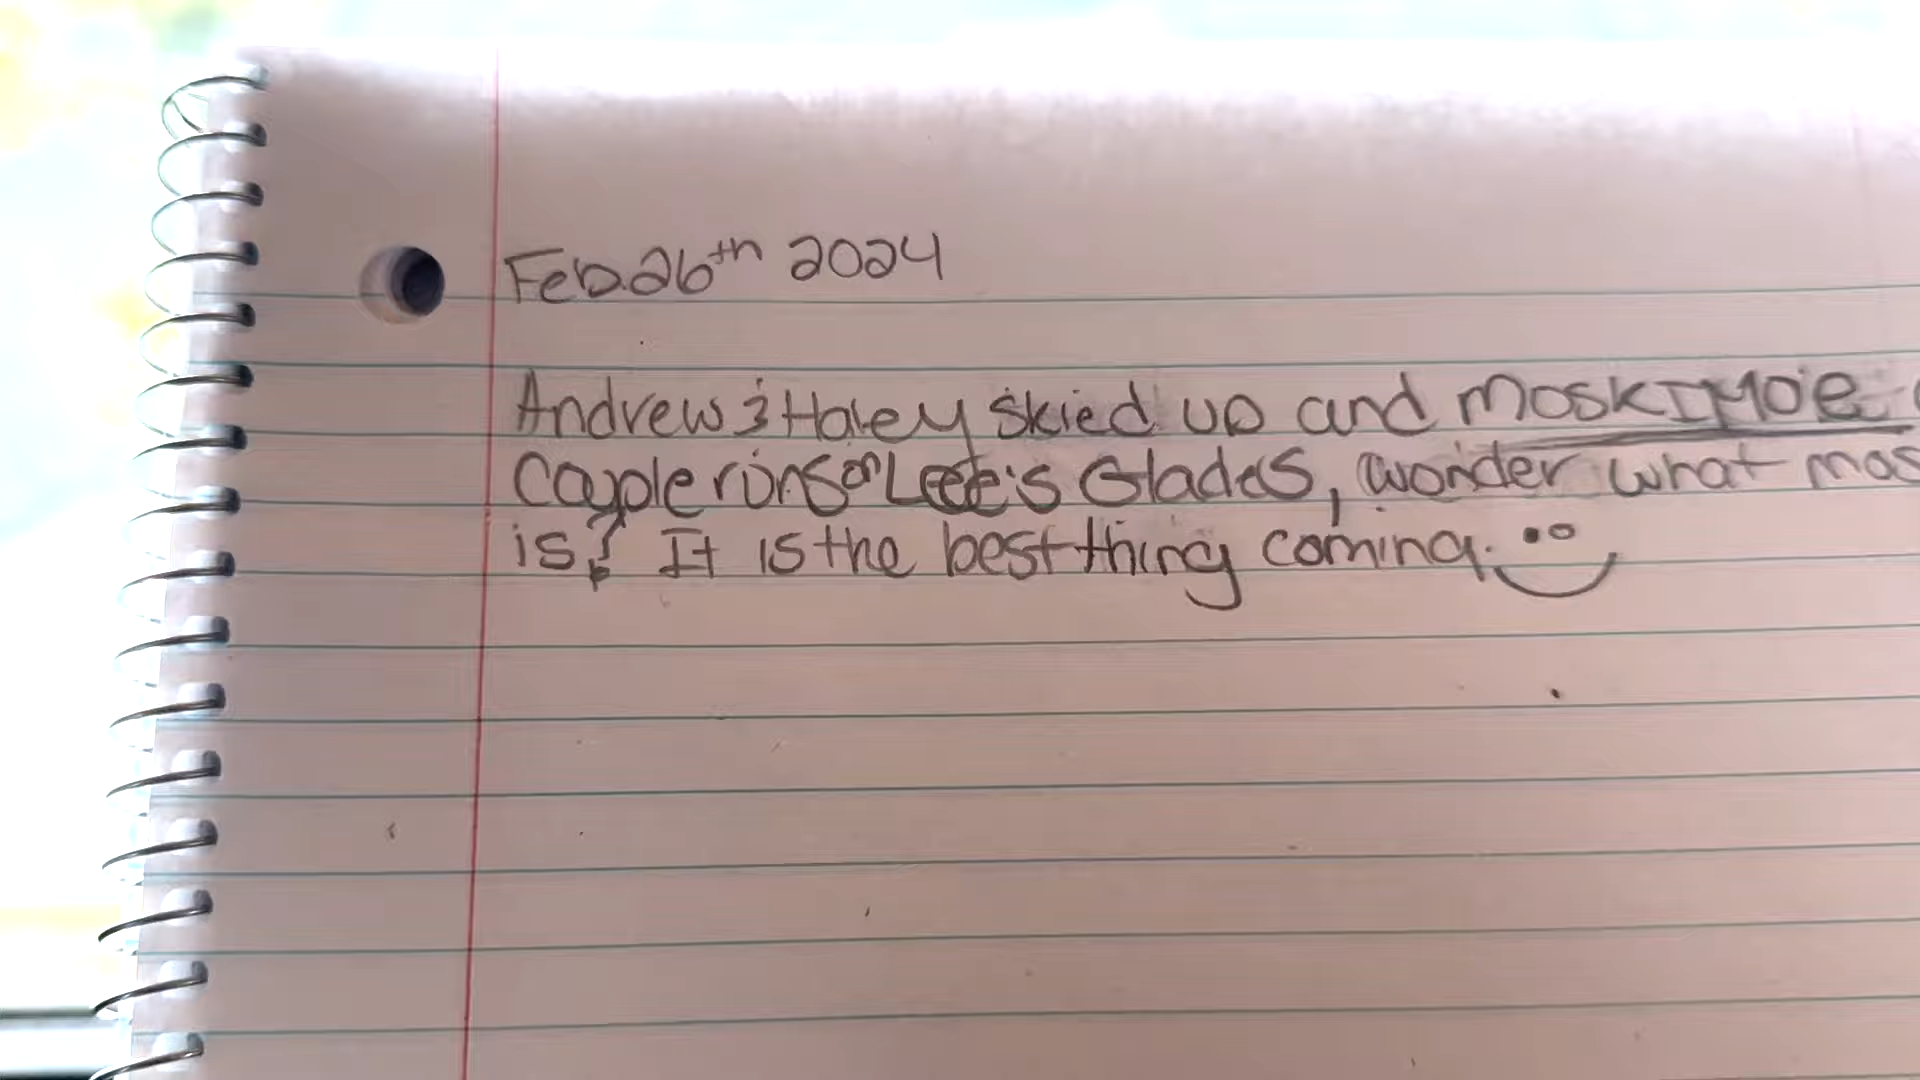 Feb. 26th 2024
Andrew & Haley skied up and moskIMOe
Couple runs on Lee's Glades, wonder what mos
is? It is the best thing coming.